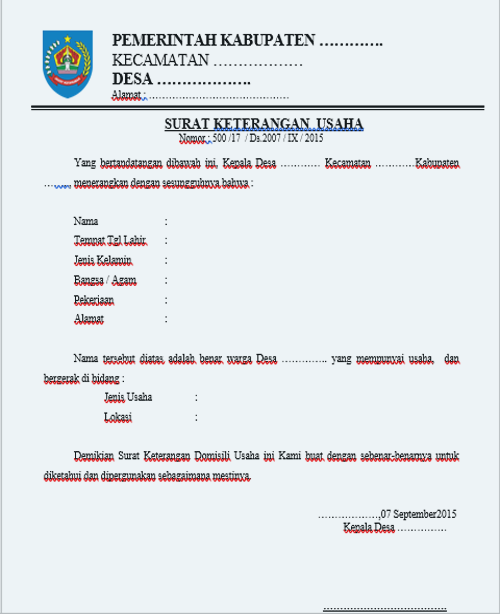 PEMERINTAH KABUPATEN ………….
KECAMATAN ………………
DESA ……………….
Alamat : ……………………………………
SURAT KETERANGAN USAHA
Nomor : 500 /17 / Ds.2007 / IX / 2015
Yang bertandatangan dibawah ini, Kepala Desa ………… Kecamatan ………… Kabupaten
…….. menerangkan dengan sesungguhnya bahwa :
Nama :
Tempat Tgl Lahir :
Jenis Kelamin :
Bangsa / Agam :
Pekerjaan :
Alamat :
Nama tersebut diatas adalah benar warga Desa ………….. yang mempunyai usaha, dan
bergerak di bidang :
Jenis Usaha :
Lokasi :
Demikian Surat Keterangan Domisili Usaha ini Kami buat dengan sebenar-benarnya untuk
diketahui dan dipergunakan sebagaimana mestinya.
………………,07 September2015
Kepala Desa ……………
………………………………